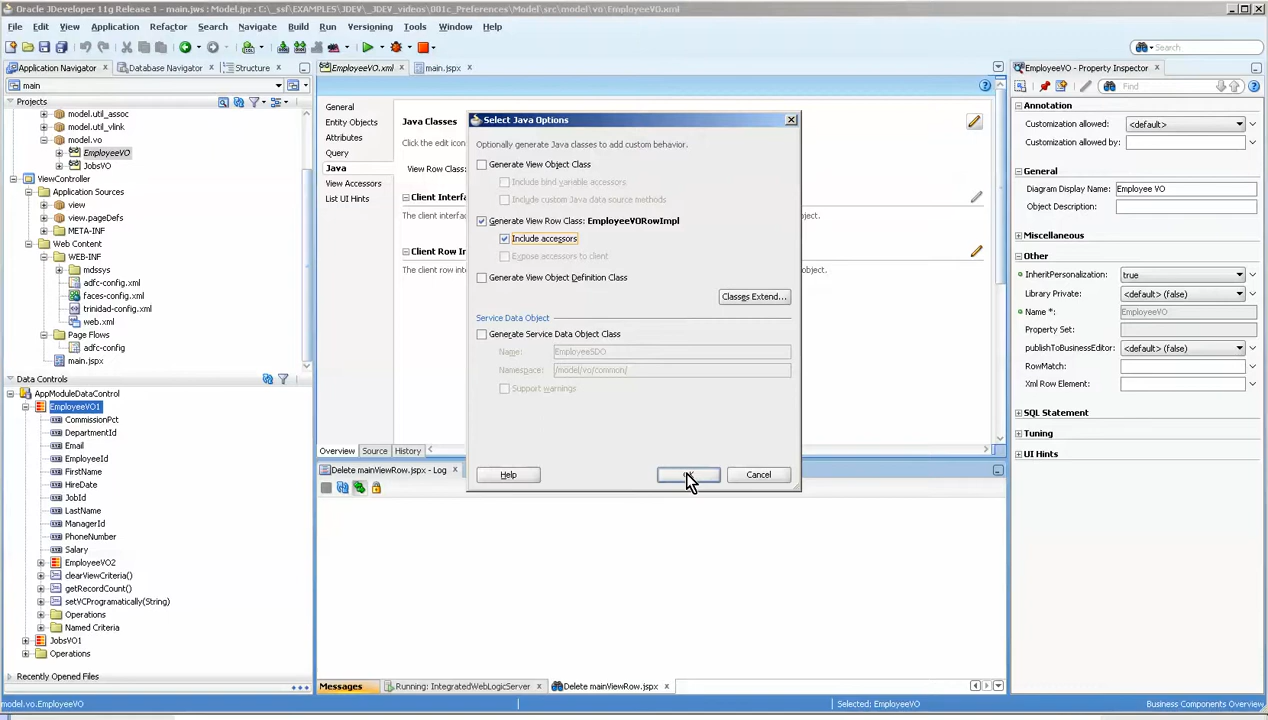 Oracle JDeveloper 11g Release 1 - main.jws : Model.jpr : C:\_ssf\EXAMPLES\JDEV\_JDEV_videos\001c_Preferences\Model\src\model\vo\EmployeeVO.xml
File Edit View Application Refactor Search Navigate Build Run Versioning Tools Window Help
Search
Application Navigator Database Navigator Structure
main
Projects
model.util_assoc
model.util_vlink
model.vo
EmployeeVO
JobsVO
ViewController
Application Sources
view
view.pageDefs
META-INF
Web Content
WEB-INF
mdssys
adfc-config.xml
faces-config.xml
trinidad-config.xml
web.xml
Page Flows
adfc-config
main.jspx
Data Controls
AppModuleDataControl
EmployeeVO1
CommissionPct
DepartmentId
Email
EmployeeId
FirstName
HireDate
JobId
LastName
ManagerId
PhoneNumber
Salary
EmployeeVO2
clearViewCriteria()
getRecordCount()
setVCProgramatically(String)
Operations
Named Criteria
JobsVO1
Operations
Recently Opened Files
EmployeeVO.xml main.jspx
General
Entity Objects
Attributes
Query
Java
View Accessors
List UI Hints
Java Classes
Click the edit icon
View Row Class:
Client Interf
The client interfac
object.
Client Row In
The client row inte
object.
Overview Source History
Select Java Options
Optionally generate Java classes to add custom behavior.
Generate View Object Class
Include bind variable accessors
Include custom Java data source methods
Generate View Row Class: EmployeeVORowImpl
Include accessors
Expose accessors to client
Generate View Object Definition Class
Classes Extend...
Service Data Object
Generate Service Data Object Class
Name: EmployeeSDO
Namespace: /model/vo/common/
Support warnings
Help
Cancel
Delete mainViewRow.jspx - Log
Messages Running: IntegratedWebLogicServer Delete mainViewRow.jspx
EmployeeVO - Property Inspector
Find
Annotation
Customization allowed: <default>
Customization allowed by:
General
Diagram Display Name: Employee VO
Object Description:
Miscellaneous
Other
InheritPersonalization: true
Library Private: <default> (false)
Name *: EmployeeVO
Property Set:
publishToBusinessEditor: <default> (false)
RowMatch:
Xml Row Element:
SQL Statement
Tuning
UI Hints
model.vo.EmployeeVO
Selected: EmployeeVO
Business Components Overview